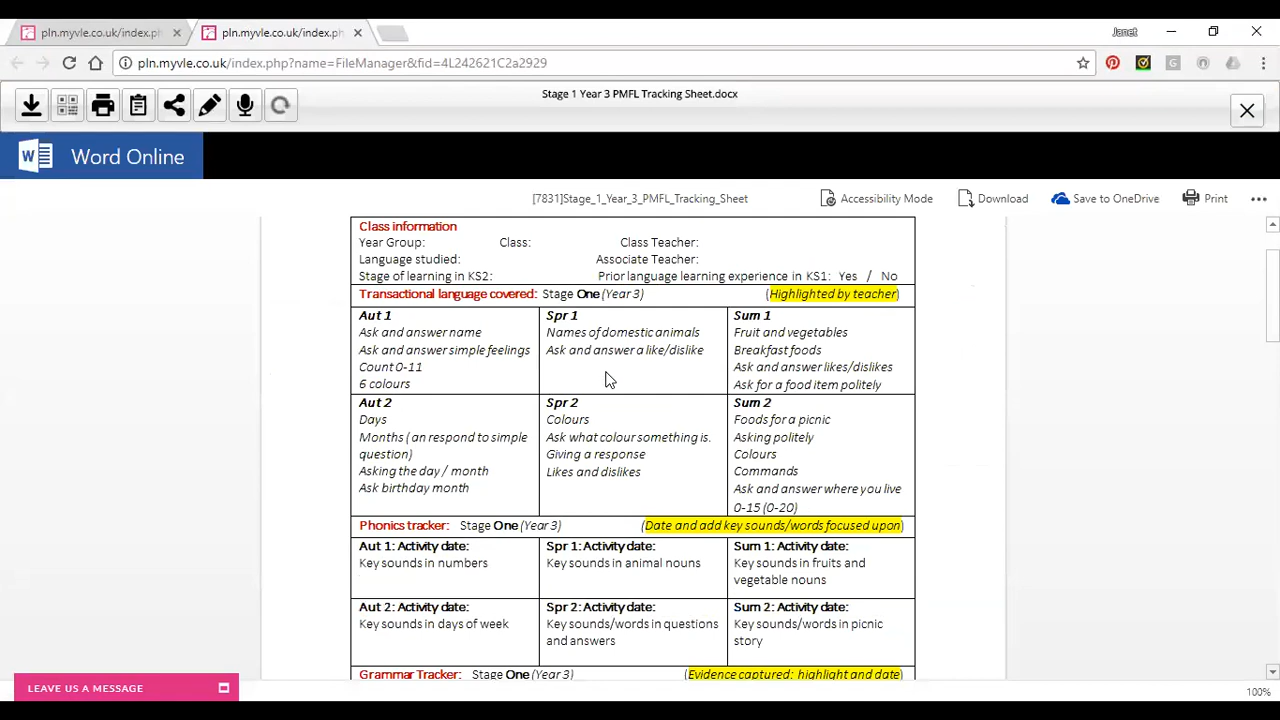 pln.myvle.co.uk/index.ph
pln.myvle.co.uk/index.ph
Janet
pln.myvle.co.uk/index.php?name=FileManager&fid=4L242621C2a2929
Stage 1 Year 3 PMFL Tracking Sheet.docx
Word Online
[7831]Stage_1_Year_3_PMFL_Tracking_Sheet
Accessibility Mode
Download
Save to OneDrive
Print
Class information
Year Group: Class: Class Teacher:
Language studied: Associate Teacher:
Stage of learning in KS2: Prior language learning experience in KS1: Yes / No
Transactional language covered: Stage One (Year 3) (Highlighted by teacher)
Aut 1
Ask and answer name
Ask and answer simple feelings
Count 0-11
6 colours
Spr 1
Names of domestic animals
Ask and answer a like/dislike
Sum 1
Fruit and vegetables
Breakfast foods
Ask and answer likes/dislikes
Ask for a food item politely
Aut 2
Days
Months ( an respond to simple
question)
Asking the day / month
Ask birthday month
Spr 2
Colours
Ask what colour something is.
Giving a response
Likes and dislikes
Sum 2
Foods for a picnic
Asking politely
Colours
Commands
Ask and answer where you live
0-15 (0-20)
Phonics tracker: Stage One (Year 3) (Date and add key sounds/words focused upon)
Aut 1: Activity date:
Key sounds in numbers
Spr 1: Activity date:
Key sounds in animal nouns
Sum 1: Activity date:
Key sounds in fruits and
vegetable nouns
Aut 2: Activity date:
Key sounds in days of week
Spr 2: Activity date:
Key sounds/words in questions
and answers
Sum 2: Activity date:
Key sounds/words in picnic
story
Grammar Tracker: Stage One (Year 3) (Evidence captured: highlight and date)
LEAVE US A MESSAGE
100%